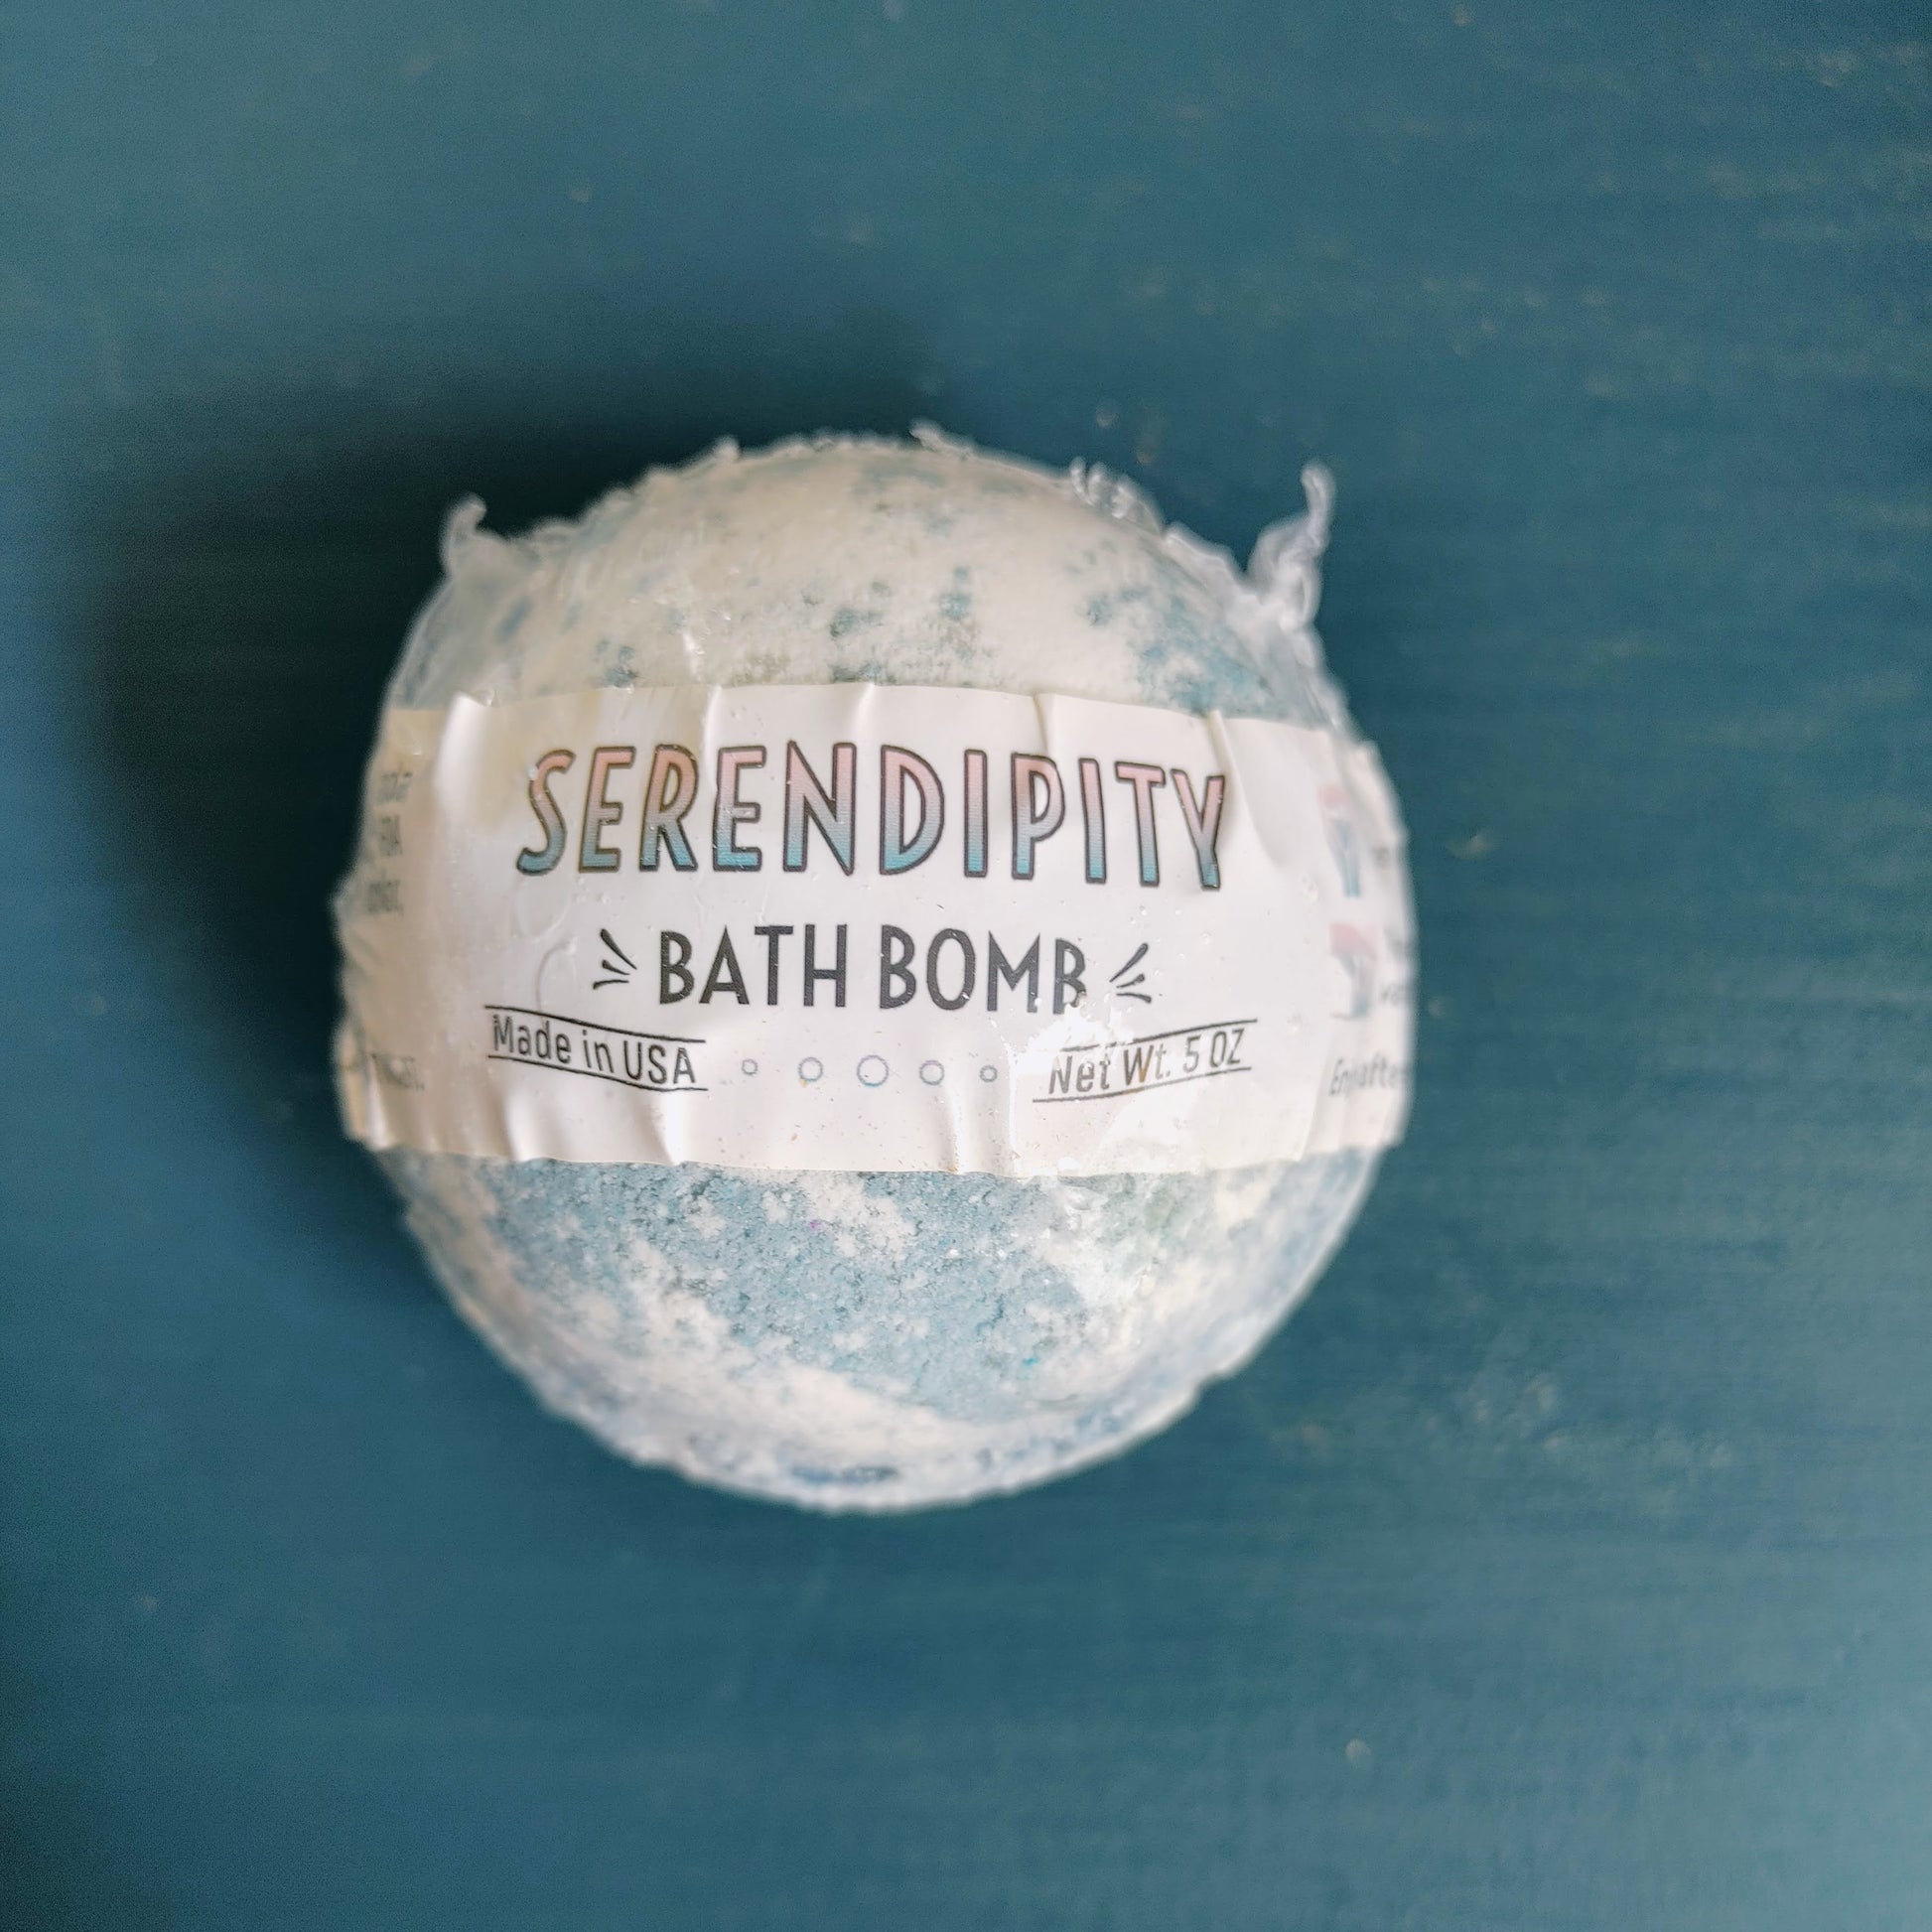 SERENDIPITY
BATH BOMB
Made in USA
Net Wt. 5 OZ